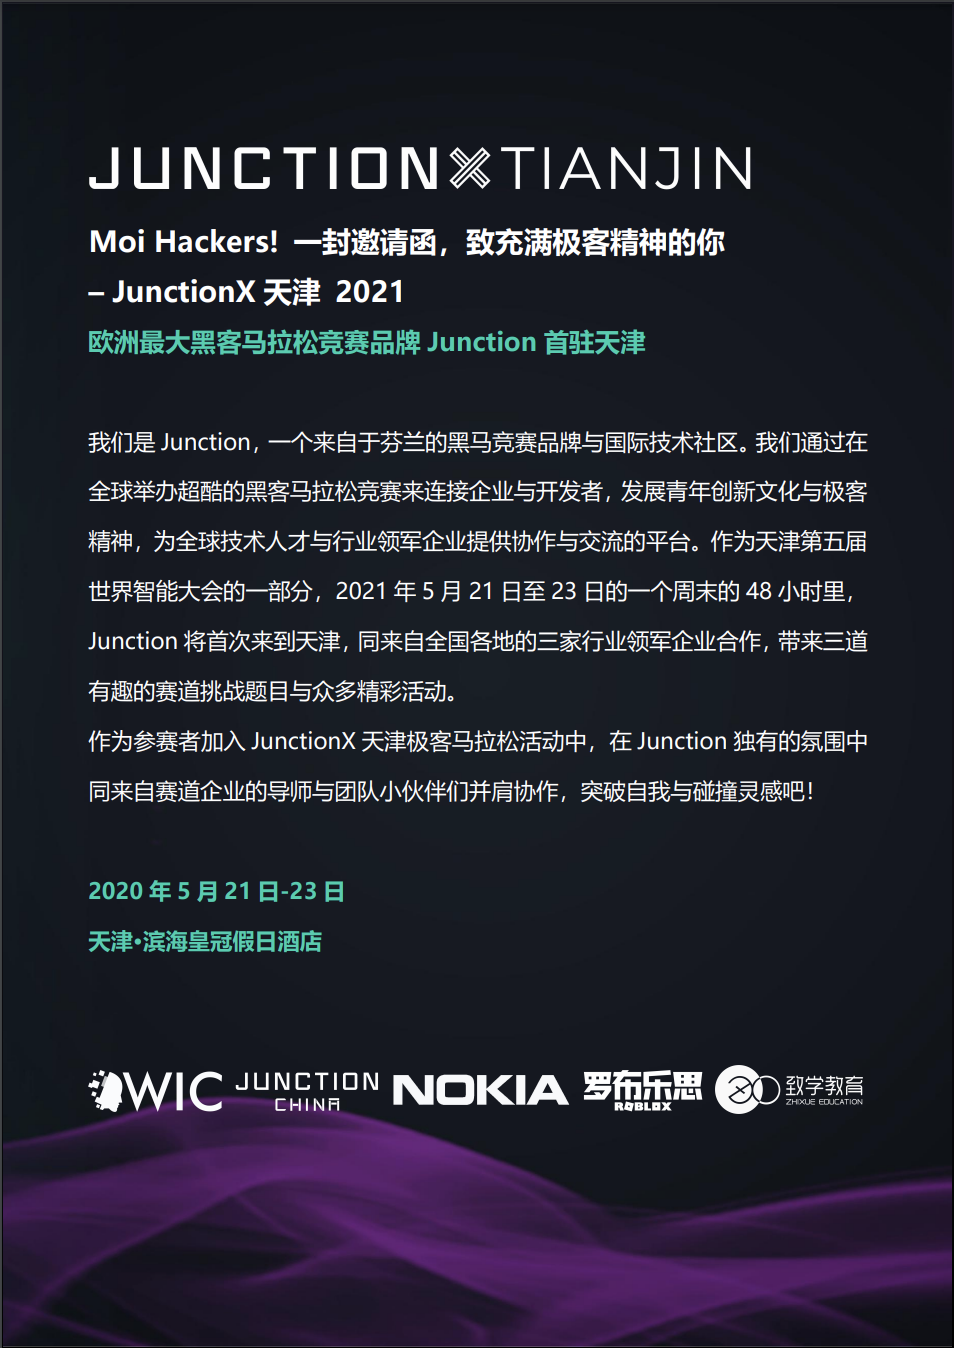 JUNCTIONXTIANJIN
Moi Hackers! 一封邀请函，致充满极客精神的你
– JunctionX 天津 2021
欧洲最大黑客马拉松竞赛品牌 Junction 首驻天津
我们是 Junction，一个来自于芬兰的黑马竞赛品牌与国际技术社区。我们通过在
全球举办超酷的黑客马拉松竞赛来连接企业与开发者，发展青年创新文化与极客
精神，为全球技术人才与行业领军企业提供协作与交流的平台。作为天津第五届
世界智能大会的一部分，2021 年 5 月 21 日至 23 日的一个周末的 48 小时里，
Junction 将首次来到天津，同来自全国各地的三家行业领军企业合作，带来三道
有趣的赛道挑战题目与众多精彩活动。
作为参赛者加入 JunctionX 天津极客马拉松活动中，在 Junction 独有的氛围中
同来自赛道企业的导师与团队小伙伴们并肩协作，突破自我与碰撞灵感吧！
2020 年 5 月 21 日-23 日
天津•滨海皇冠假日酒店
WIC
JUNCTION
CHINA
NOKIA
罗布乐思
ROBLOX
致学教育
ZHIXUE EDUCATION